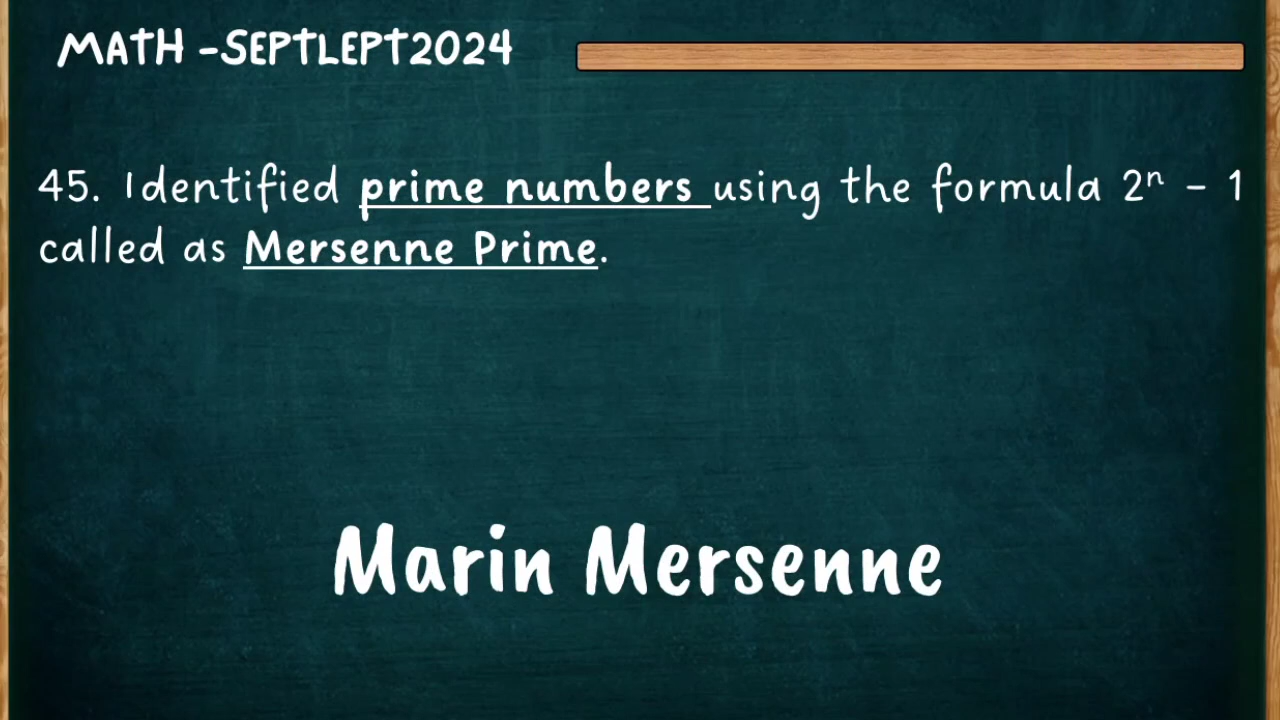 MATH -SEPTLEPT2024
45. Identified prime numbers using the formula 2ⁿ - 1
called as Mersenne Prime.
Marin Mersenne